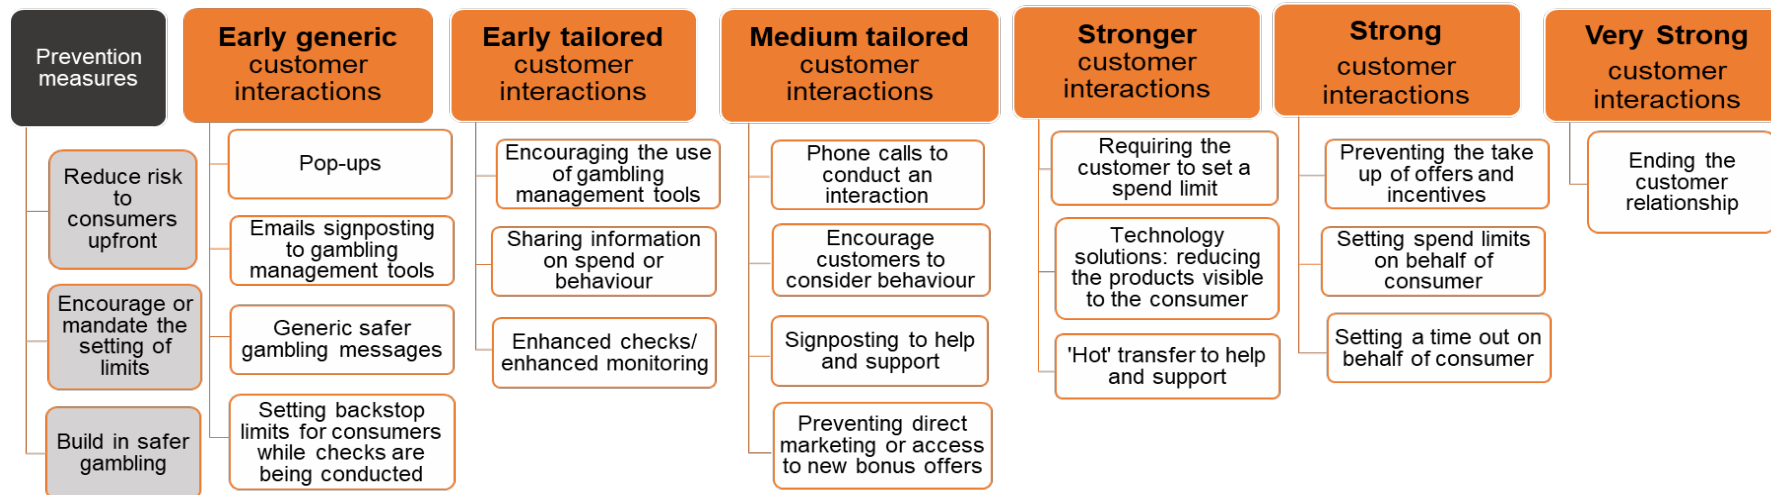 Prevention
measures
Reduce risk
to
consumers
upfront
Encourage or
mandate the
setting of
limits
Build in safer
gambling
Early generic
customer
interactions
Pop-ups
Emails signposting
to gambling
management tools
Generic safer
gambling messages
Setting backstop
limits for consumers
while checks are
being conducted
Early tailored
customer
interactions
Encouraging the use
of gambling
management tools
Sharing information
on spend or
behaviour
Enhanced checks/
enhanced monitoring
Medium tailored
customer
interactions
Phone calls to
conduct an
interaction
Encourage
customers to
consider behaviour
Signposting to help
and support
Preventing direct
marketing or access
to new bonus offers
Stronger
customer
interactions
Requiring the
customer to set a
spend limit
Technology
solutions: reducing
the products visible
to the consumer
'Hot' transfer to help
and support
Strong
customer
interactions
Preventing the take
up of offers and
incentives
Setting spend limits
on behalf of
consumer
Setting a time out on
behalf of consumer
Very Strong
customer
interactions
Ending the
customer
relationship